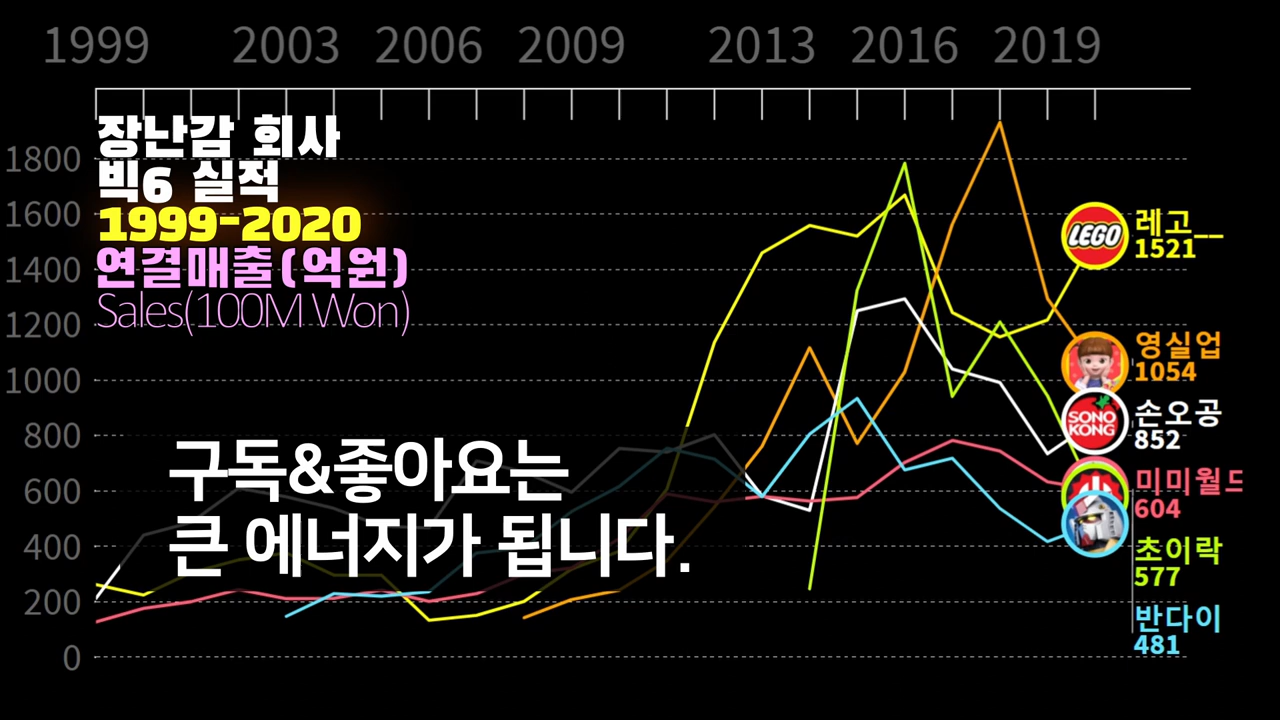 1999 2003 2006 2009 2013 2016 2019
장난감 회사
빅6 실적
1999-2020
연결매출(억원)
Sales(100M Won)
1800
1600
1400
1200
1000
800
600
400
200
0
구독&좋아요는
큰 에너지가 됩니다.
LEGO
레고__
1521
영실업
1054
SONO
KONG
손오공
852
미미월드
604
초이락
577
반다이
481